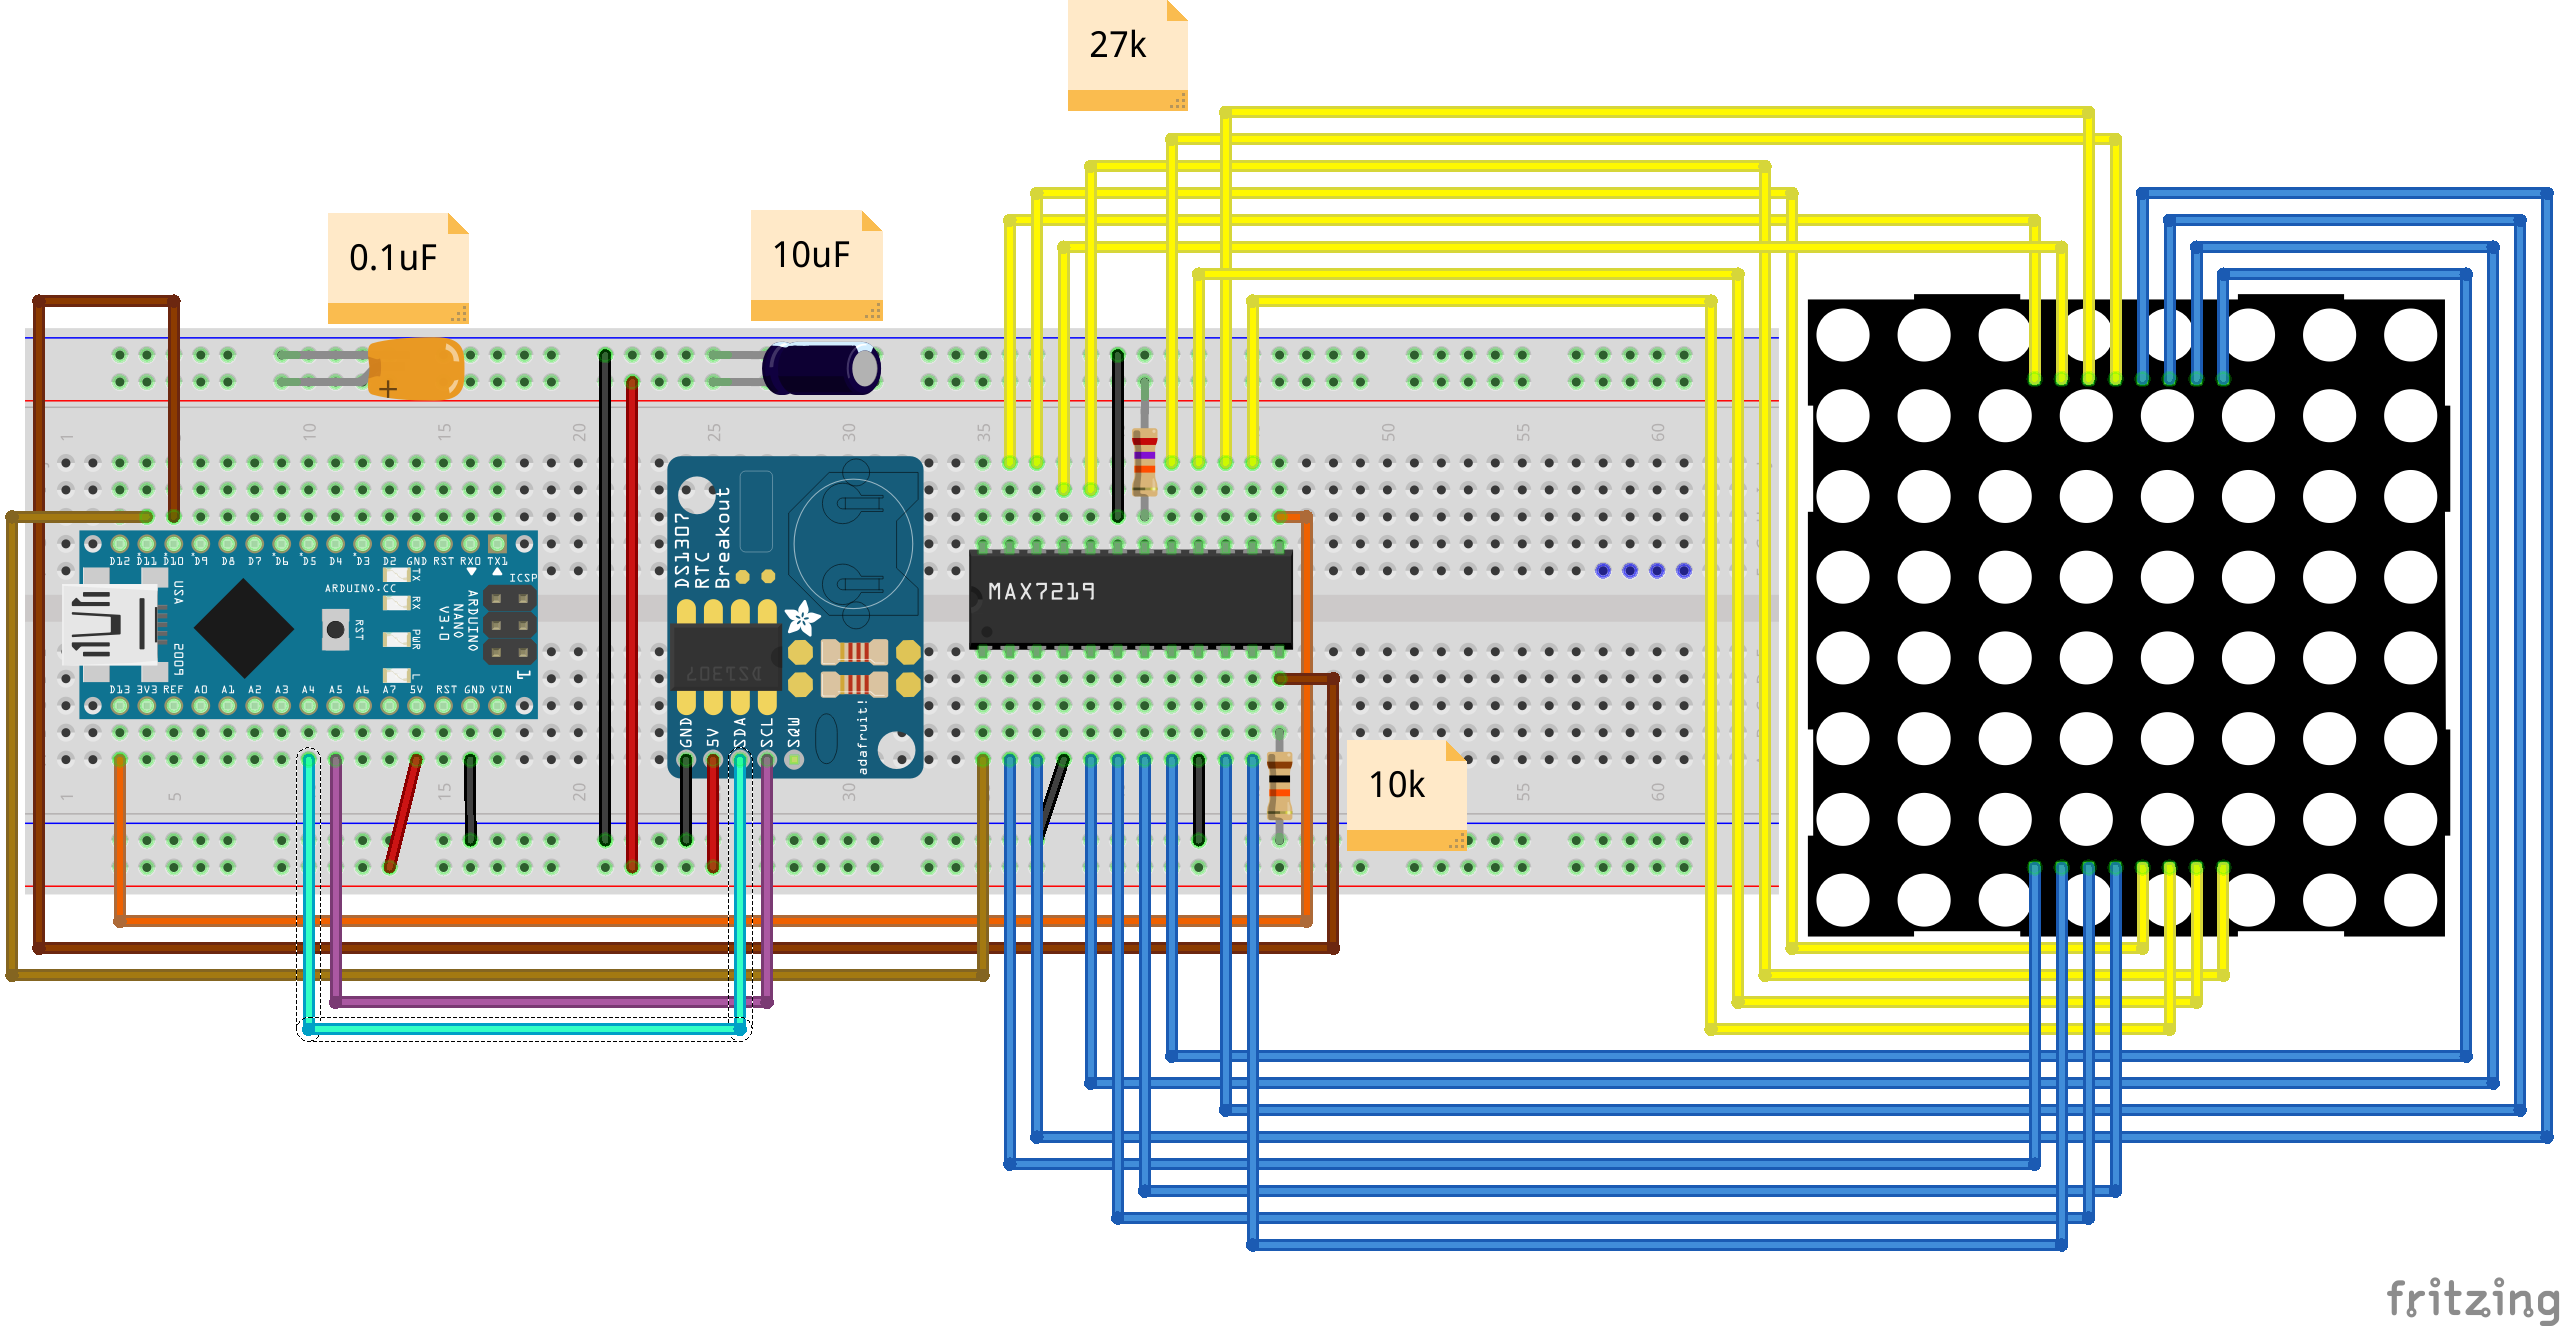 27k
0.1uF
10uF
1
10
15
20
25
30
35
50
55
60
D12 D11 D10 D9 D8 D7 D6 D5 D4 D3 D2 GND RST RX0 TX1
ARDUINO.CC
ICSP
TX
RX
PWR
L
RST
USA
2009
ARDUINO
NANO
V3.0
1
D13 3V3 REF A0 A1 A2 A3 A4 A5 A6 A7 5V RST GND VIN
DS1307
RTC
Breakout
DS1307
GND
5V
SDA
SCL
SQW
adafruit!
MAX7219
10k
1
5
15
20
30
55
60
fritzing